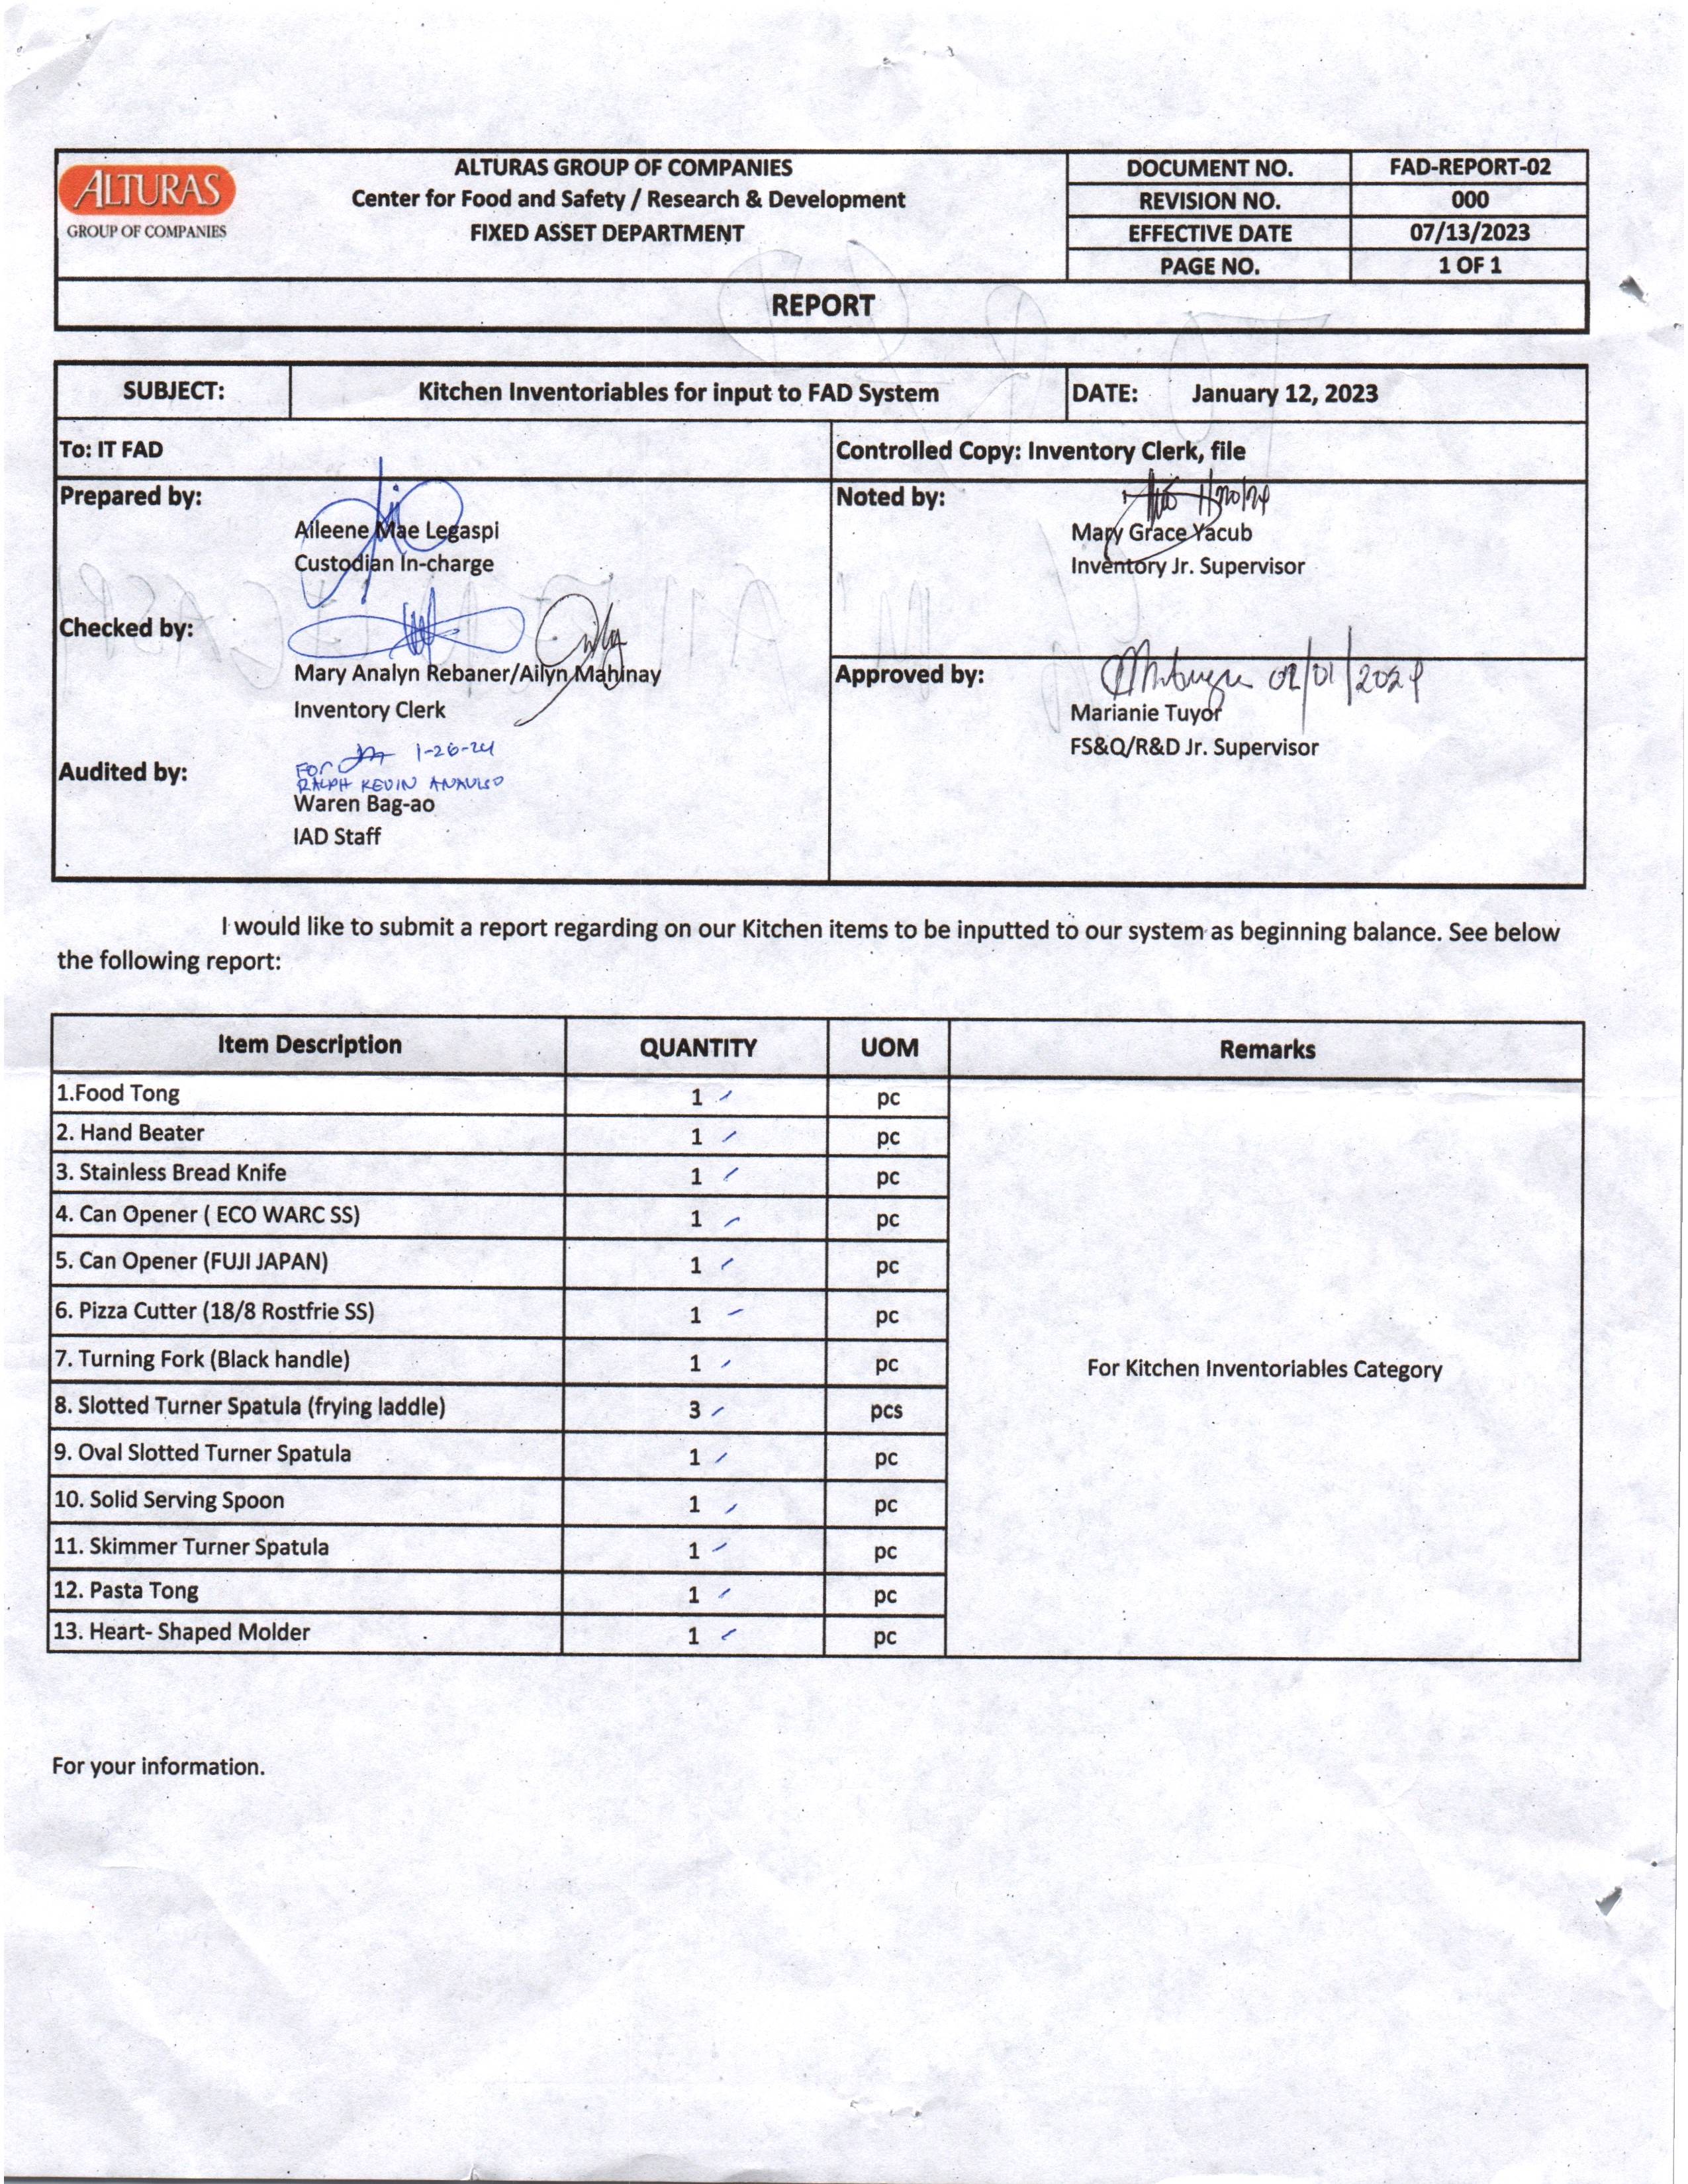 ALTURAS
GROUP OF COMPANIES
ALTURAS GROUP OF COMPANIES
Center for Food and Safety / Research & Development
FIXED ASSET DEPARTMENT
DOCUMENT NO. FAD-REPORT-02
REVISION NO. 000
EFFECTIVE DATE 07/13/2023
PAGE NO. 1 OF 1
REPORT
SUBJECT: Kitchen Inventoriables for input to FAD System DATE: January 12, 2023
To: IT FAD
Controlled Copy: Inventory Clerk, file
Prepared by:
Aileene Mae Legaspi
Custodian In-charge
Checked by:
Mary Analyn Rebaner/Ailyn Mahinay
Inventory Clerk
Audited by:
For 1-26-24
RALPH KEVIN
Waren Bag-ao
IAD Staff
Noted by:
Mary Grace Yacub
Inventory Jr. Supervisor
Approved by:
02/01/2024
Marianie Tuyor
FS&Q/R&D Jr. Supervisor
I would like to submit a report regarding on our Kitchen items to be inputted to our system as beginning balance. See below
the following report:
Item Description QUANTITY UOM Remarks
1.Food Tong 1 pc
2. Hand Beater 1 pc
3. Stainless Bread Knife 1 pc
4. Can Opener ( ECO WARC SS) 1 pc
5. Can Opener (FUJI JAPAN) 1 pc
6. Pizza Cutter (18/8 Rostfrie SS) 1 pc
7. Turning Fork (Black handle) 1 pc
For Kitchen Inventoriables Category
8. Slotted Turner Spatula (frying laddle) 3 pcs
9. Oval Slotted Turner Spatula 1 pc
10. Solid Serving Spoon 1 pc
11. Skimmer Turner Spatula 1 pc
12. Pasta Tong 1 pc
13. Heart- Shaped Molder 1 pc
For your information.